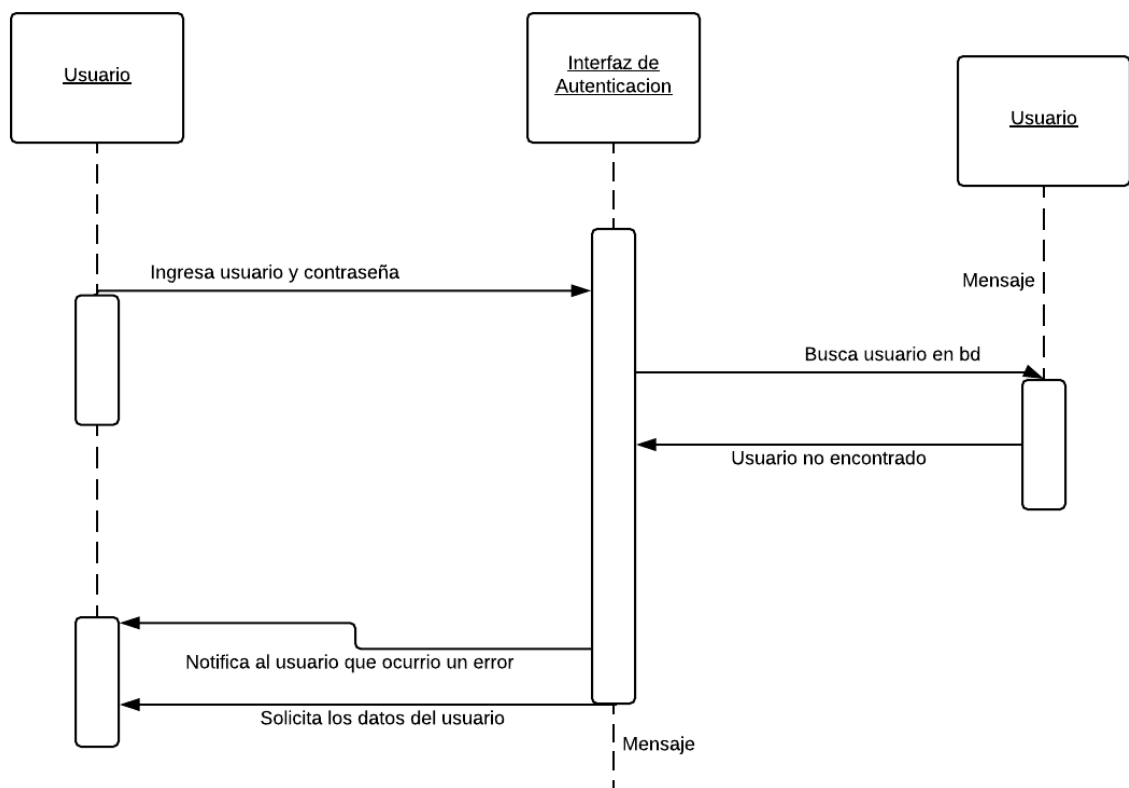 Usuario
Interfaz de
Autenticacion
Usuario
Ingresa usuario y contraseña
Mensaje
Busca usuario en bd
Usuario no encontrado
Notifica al usuario que ocurrio un error
Solicita los datos del usuario
Mensaje